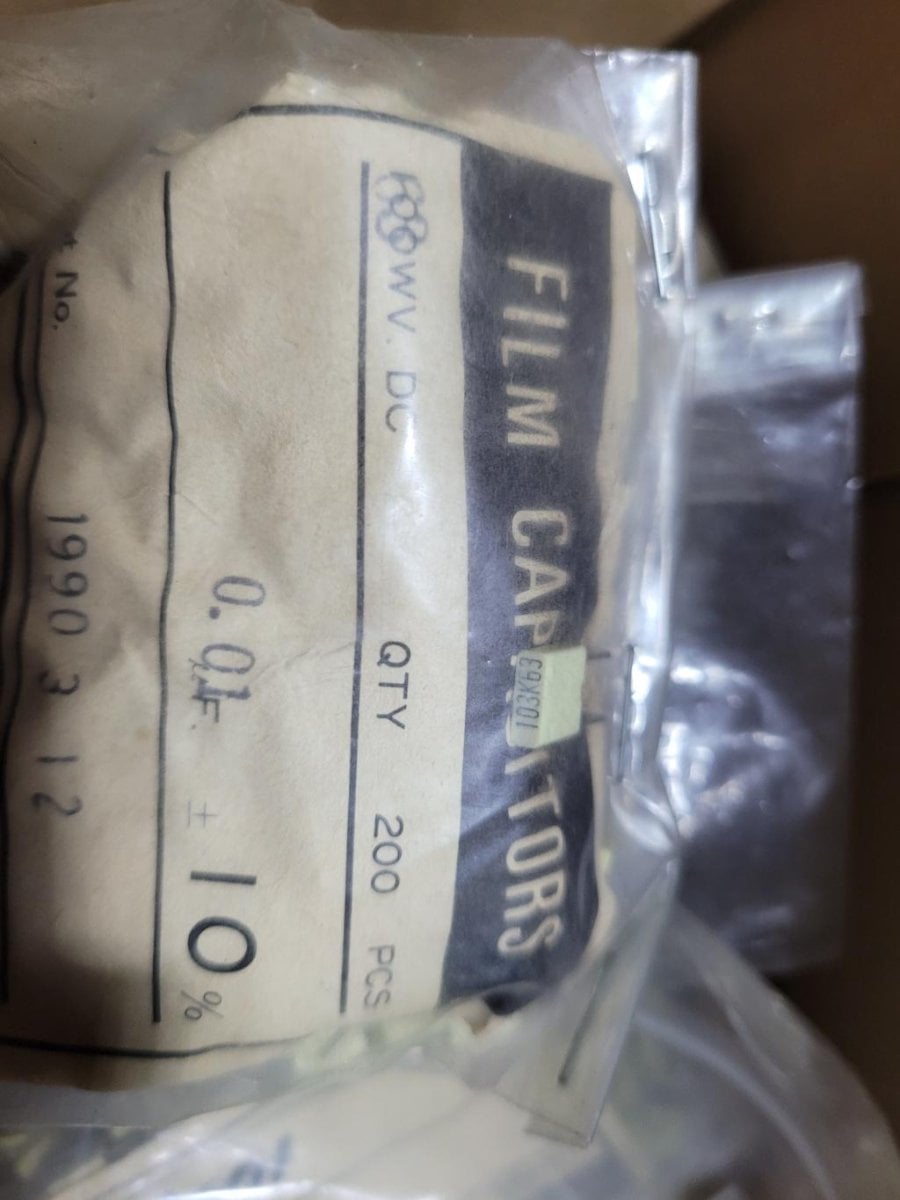 FILM CAPACITORS
103K63
WV. DC QTY 200 PCS
0.01 F. ± 10 %
No. 1990 3 12